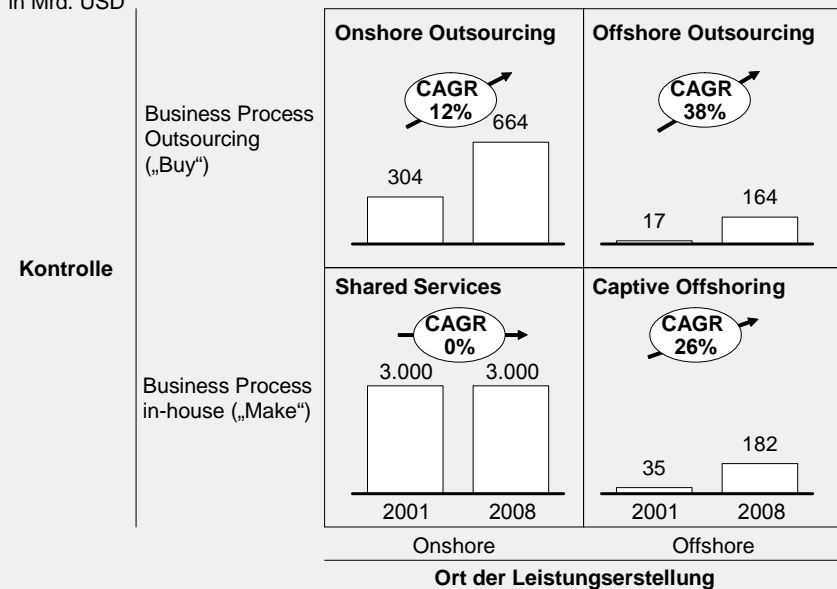 in Mrd. USD
Onshore Outsourcing
Offshore Outsourcing
Business Process
Outsourcing
(„Buy“)
CAGR
12%
304
664
CAGR
38%
17
164
Kontrolle
Shared Services
Captive Offshoring
Business Process
in-house („Make“)
CAGR
0%
3.000
3.000
2001
2008
CAGR
26%
35
182
2001
2008
Onshore
Offshore
Ort der Leistungserstellung